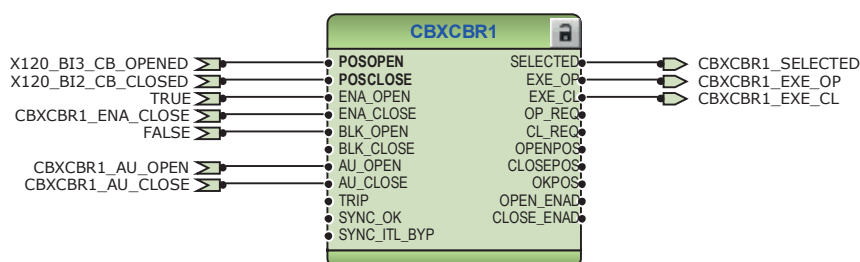 CBXCBR1
X120_BI3_CB_OPENED POSOPEN SELECTED CBXCBR1_SELECTED
X120_BI2_CB_CLOSED POSCLOSE EXE_OP CBXCBR1_EXE_OP
TRUE ENA_OPEN EXE_CL CBXCBR1_EXE_CL
CBXCBR1_ENA_CLOSE ENA_CLOSE OP_REQ
FALSE BLK_OPEN CL_REQ
BLK_CLOSE OPENPOS
CBXCBR1_AU_OPEN AU_OPEN CLOSEPOS
CBXCBR1_AU_CLOSE AU_CLOSE OKPOS
TRIP OPEN_ENAD
SYNC_OK CLOSE_ENAD
SYNC_ITL_BYP